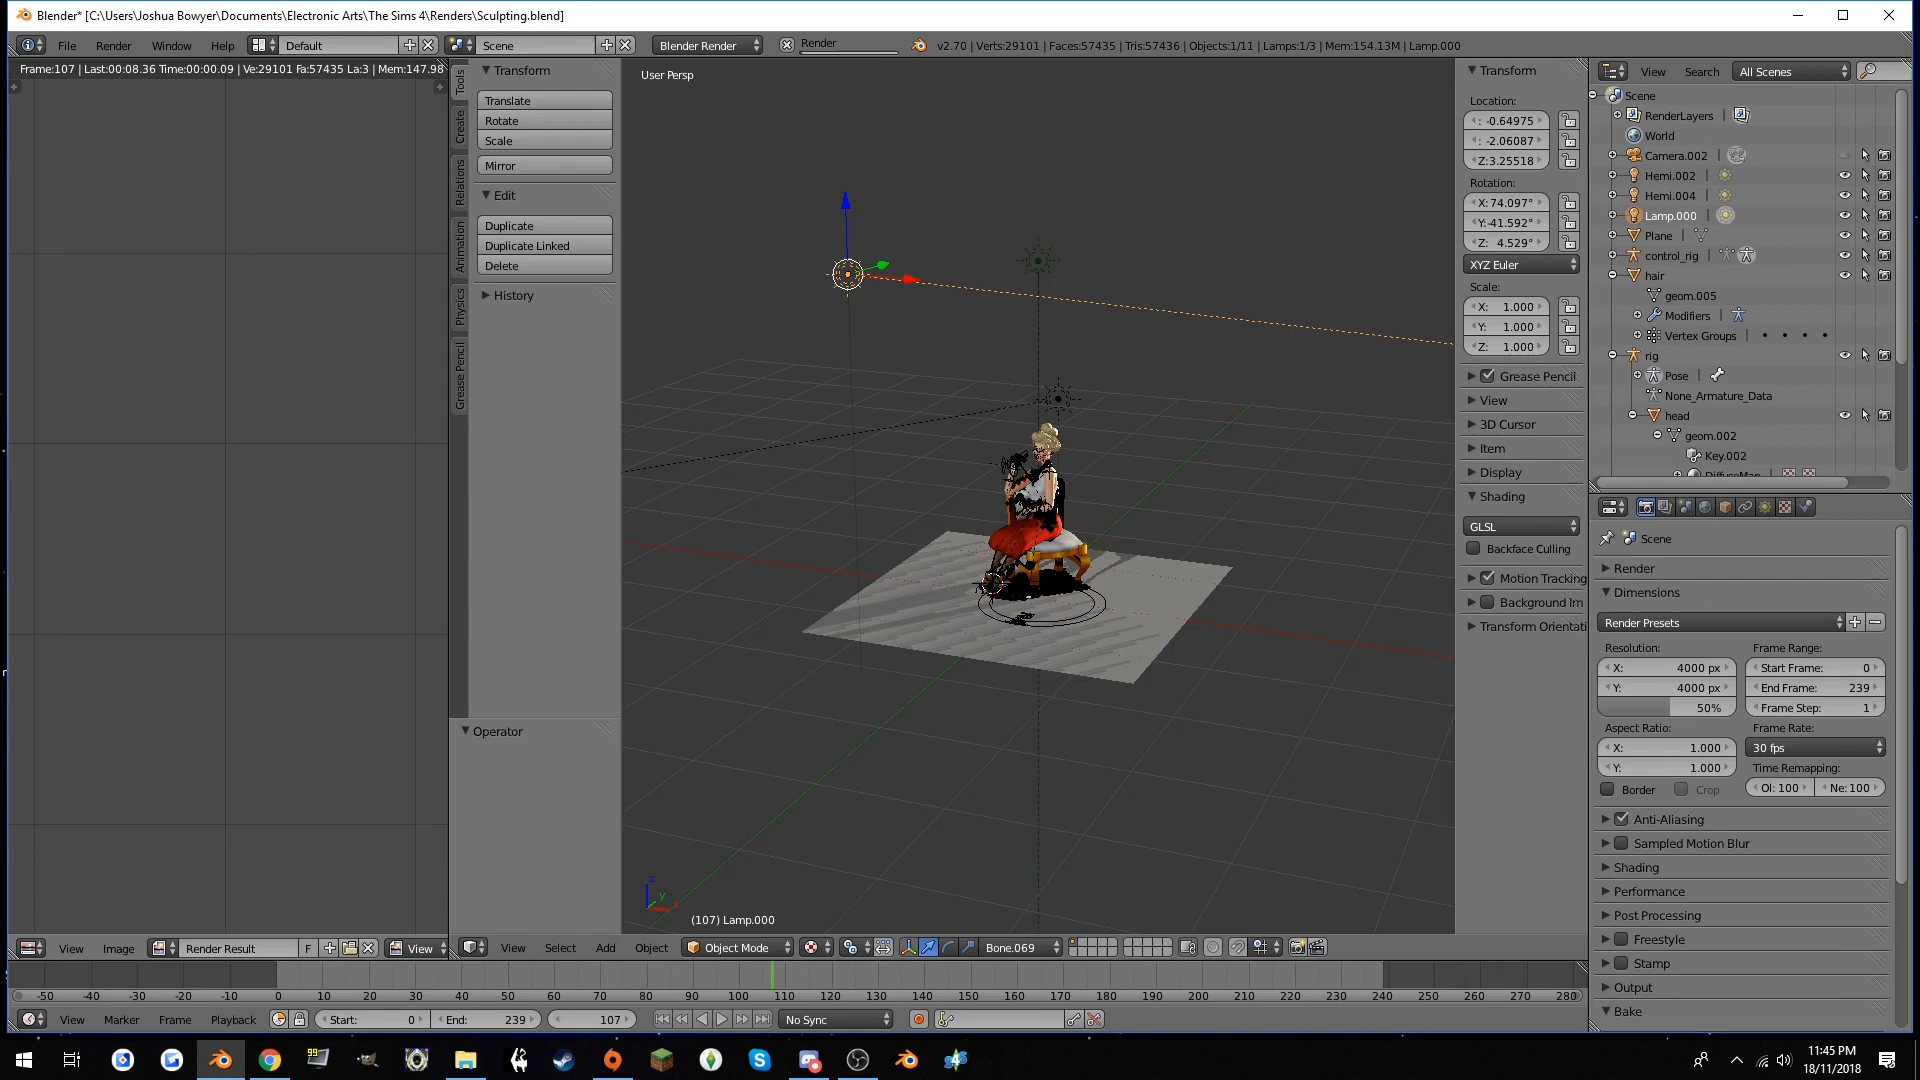 Blender* [C:\Users\Joshua Bowyer\Documents\Electronic Arts\The Sims 4\Renders\Sculpting.blend]
File Render Window Help Default Scene Blender Render Render v2.70 | Verts:29101 | Faces:57435 | Tris:57436 | Objects:1/11 | Lamps:1/3 | Mem:154.13M | Lamp.000
Frame:107 | Last:00:08.36 Time:00:00.09 | Ve:29101 Fa:57435 La:3 | Mem:147.98
Tools
Create
Relations
Animation
Physics
Grease Pencil
Transform
Translate
Rotate
Scale
Mirror
Edit
Duplicate
Duplicate Linked
Delete
History
Operator
User Persp
(107) Lamp.000
Transform
Location:
: -0.64975
: -2.06087
Z:3.25518
Rotation:
X:74.097°
Y:-41.592°
Z: 4.529°
XYZ Euler
Scale:
X: 1.000
Y: 1.000
Z: 1.000
Grease Pencil
View
3D Cursor
Item
Display
Shading
GLSL
Backface Culling
Motion Tracking
Background Im
Transform Orientati
View Search All Scenes
Scene
RenderLayers |
World
Camera.002 |
Hemi.002 |
Hemi.004 |
Lamp.000 |
Plane |
control_rig |
hair
geom.005
Modifiers |
Vertex Groups |
rig
Pose |
None_Armature_Data
head
geom.002
Key.002
DiffuseMap
Scene
Render
Dimensions
Render Presets
Resolution: Frame Range:
X: 4000 px Start Frame: 0
Y: 4000 px End Frame: 239
50% Frame Step: 1
Aspect Ratio: Frame Rate:
X: 1.000 30 fps
Y: 1.000 Time Remapping:
Border Crop Ol: 100 Ne: 100
Anti-Aliasing
Sampled Motion Blur
Shading
Performance
Post Processing
Freestyle
Stamp
Output
Bake
View Image Render Result F View
View Select Add Object Object Mode Bone.069
-50 -40 -30 -20 -10 0 10 20 30 40 50 60 70 80 90 100 110 120 130 140 150 160 170 180 190 200 210 220 230 240 250 260 270 280
View Marker Frame Playback Start: 0 End: 239 107 No Sync
99
11:45 PM
18/11/2018